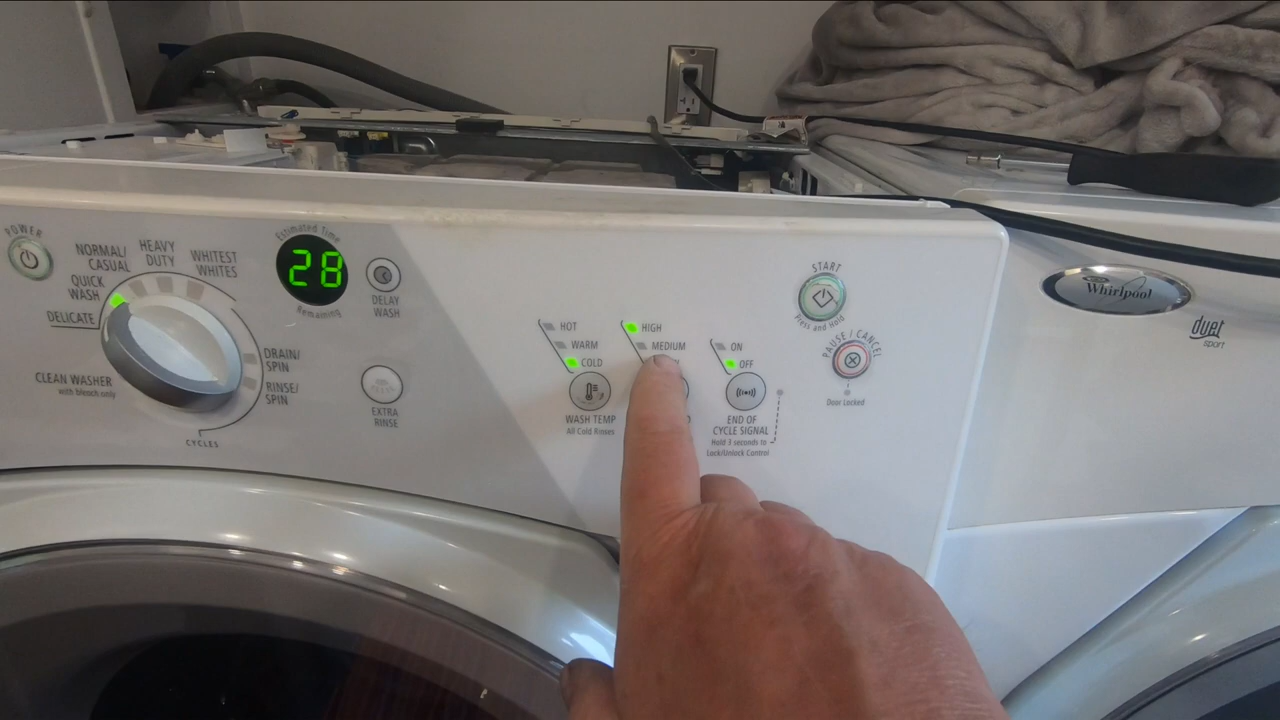 POWER
NORMAL/
CASUAL
HEAVY
DUTY
WHITEST
WHITES
QUICK
WASH
DELICATE
CLEAN WASHER
with bleach only
DRAIN/
SPIN
RINSE/
SPIN
CYCLES
Estimated Time
28
Remaining
DELAY
WASH
EXTRA
RINSE
HOT
WARM
COLD
WASH TEMP
All Cold Rinses
HIGH
MEDIUM
ON
OFF
END OF
CYCLE SIGNAL
Hold 3 seconds to
Lock/Unlock Control
START
Press and Hold
PAUSE / CANCEL
Door Locked
Whirlpool
duet
sport